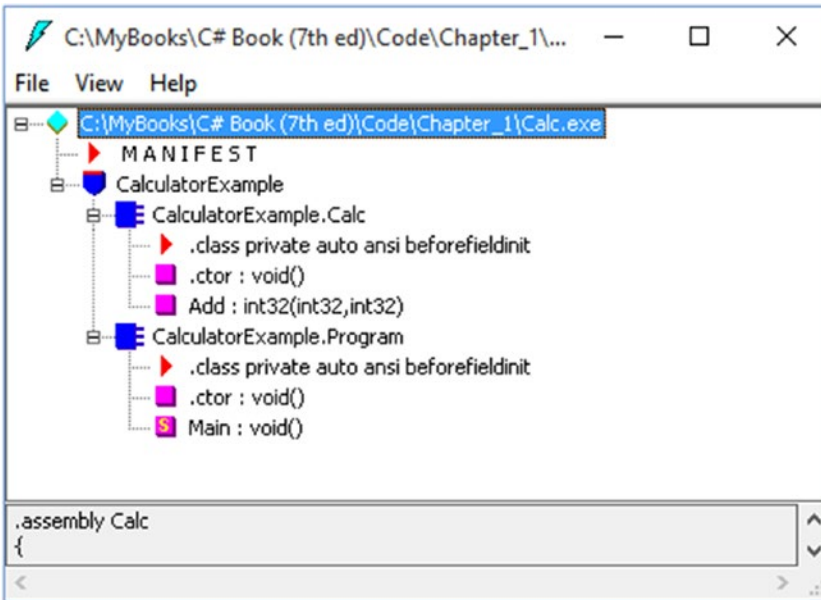 C:\MyBooks\C# Book (7th ed)\Code\Chapter_1\...
File View Help
C:\MyBooks\C# Book (7th ed)\Code\Chapter_1\Calc.exe
M A N I F E S T
CalculatorExample
CalculatorExample.Calc
.class private auto ansi beforefieldinit
.ctor : void()
Add : int32(int32,int32)
CalculatorExample.Program
.class private auto ansi beforefieldinit
.ctor : void()
S Main : void()
.assembly Calc
{